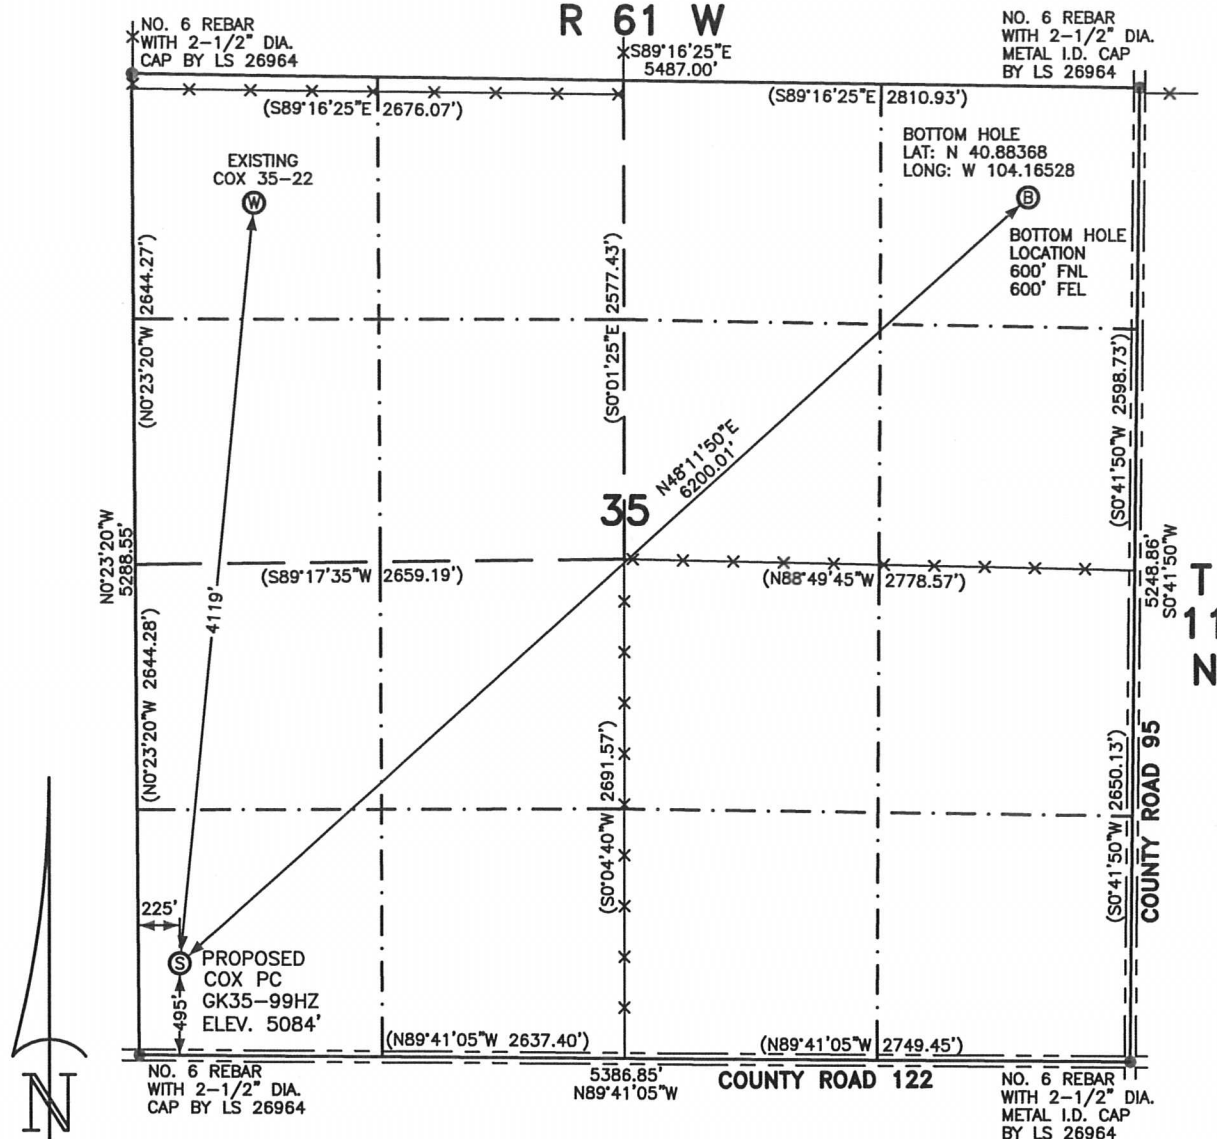 R 61 W
NO. 6 REBAR
WITH 2-1/2" DIA.
CAP BY LS 26964
S89°16'25"E
5487.00'
NO. 6 REBAR
WITH 2-1/2" DIA.
METAL I.D. CAP
BY LS 26964
(S89°16'25"E 2676.07')
(S89°16'25"E 2810.93')
EXISTING
COX 35-22
W
BOTTOM HOLE
LAT: N 40.88368
LONG: W 104.16528
B
BOTTOM HOLE
LOCATION
600' FNL
600' FEL
(N0°23'20"W 2644.27')
(S0°01'25"E 2577.43')
(S0°41'50"W 2598.73')
N48°11'50"E
6200.01'
35
N0°23'20"W
5288.55'
(S89°17'35"W 2659.19')
(N88°49'45"W 2778.57')
5248.86'
S0°41'50"W
T
11
N
4119'
(N0°23'20"W 2644.28')
(S0°04'40"W 2691.57')
(S0°41'50"W 2650.13')
COUNTY ROAD 95
225'
S
PROPOSED
COX PC
GK35-99HZ
ELEV. 5084'
495'
(N89°41'05"W 2637.40')
(N89°41'05"W 2749.45')
N
NO. 6 REBAR
WITH 2-1/2" DIA.
CAP BY LS 26964
5386.85'
N89°41'05"W
COUNTY ROAD 122
NO. 6 REBAR
WITH 2-1/2" DIA.
METAL I.D. CAP
BY LS 26964